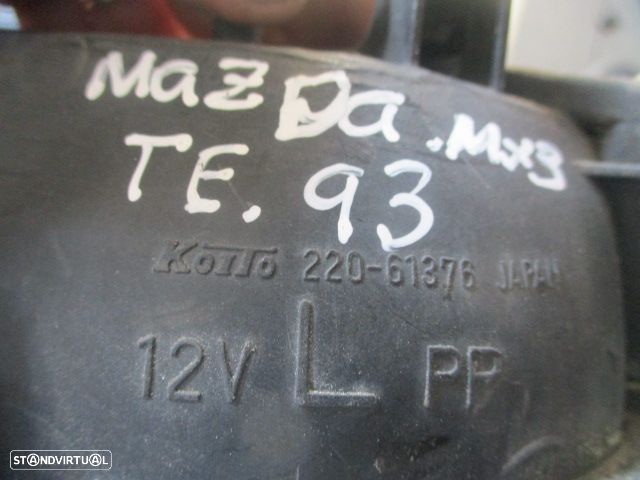 MaZDa.Mx3
TE. 93
KOITO 220-61376 JAPAN
12V L PP
STANDVIRTUAL